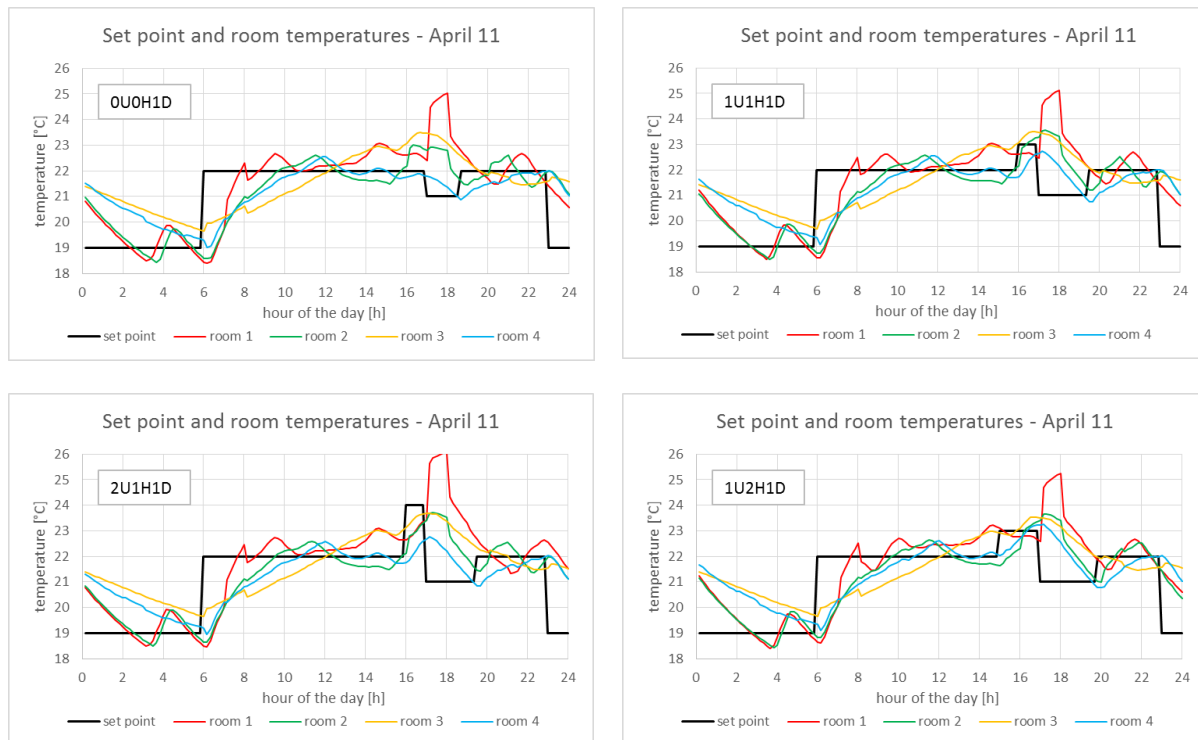 Set point and room temperatures - April 11
temperature [°C]
26
25
24
23
22
21
20
19
18
0U0H1D
0 2 4 6 8 10 12 14 16 18 20 22 24
hour of the day [h]
set point room 1 room 2 room 3 room 4
Set point and room temperatures - April 11
temperature [°C]
26
25
24
23
22
21
20
19
18
1U1H1D
0 2 4 6 8 10 12 14 16 18 20 22 24
hour of the day [h]
set point room 1 room 2 room 3 room 4
Set point and room temperatures - April 11
temperature [°C]
26
25
24
23
22
21
20
19
18
2U1H1D
0 2 4 6 8 10 12 14 16 18 20 22 24
hour of the day [h]
set point room 1 room 2 room 3 room 4
Set point and room temperatures - April 11
temperature [°C]
26
25
24
23
22
21
20
19
18
1U2H1D
0 2 4 6 8 10 12 14 16 18 20 22 24
hour of the day [h]
set point room 1 room 2 room 3 room 4